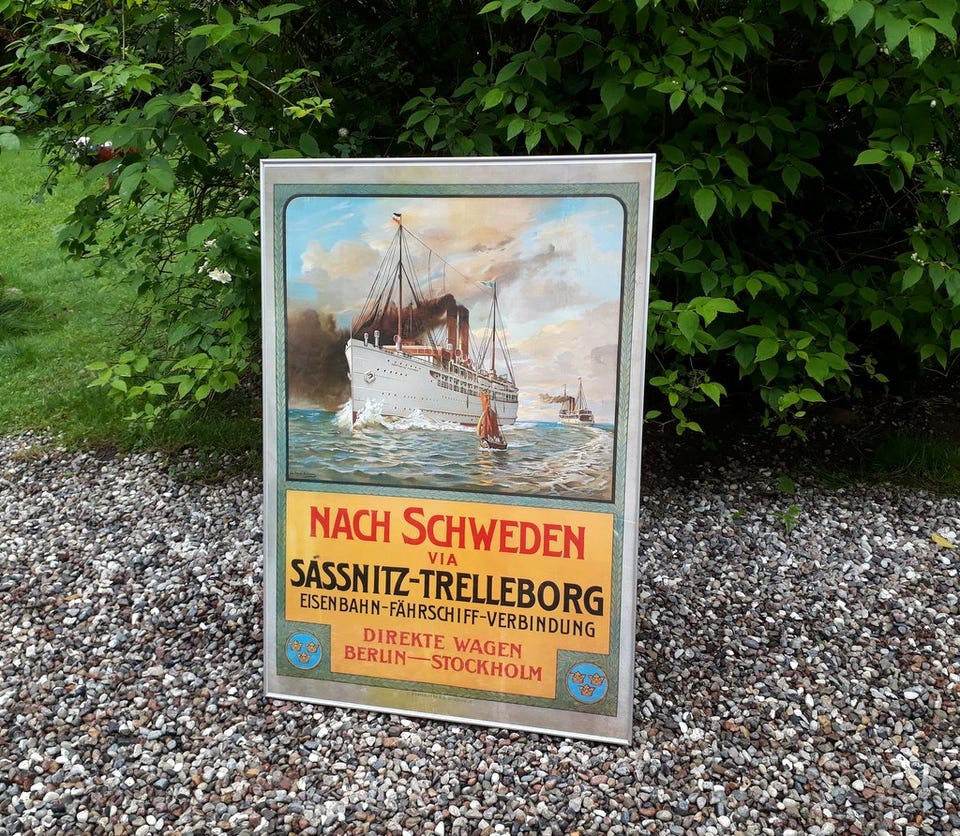 NACH SCHWEDEN
VIA
SASSNITZ-TRELLEBORG
EISENBAHN-FÄHRSCHIFF-VERBINDUNG
DIREKTE WAGEN
BERLIN—STOCKHOLM